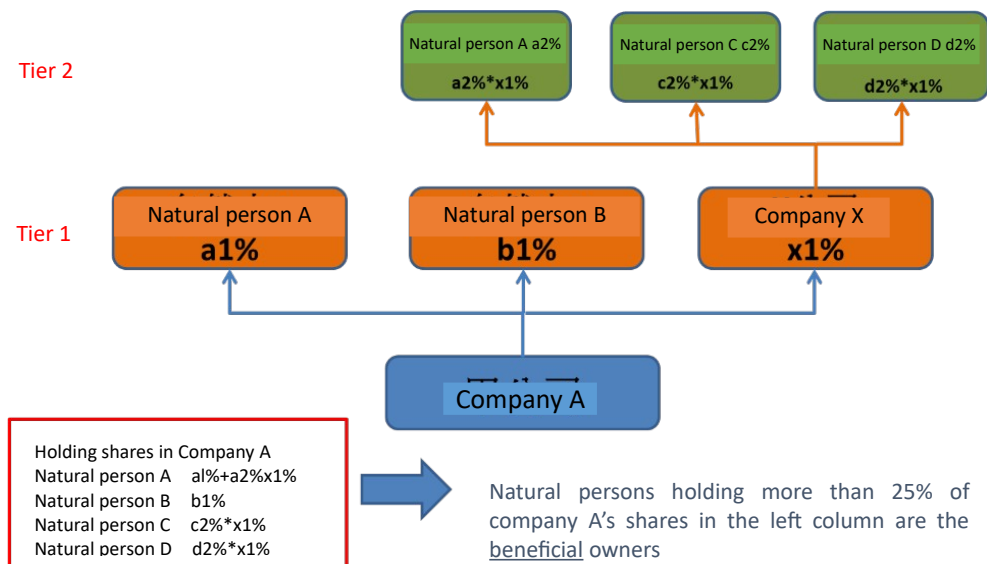 Tier 2
Natural person A a2%
a2%*x1%
Natural person C c2%
c2%*x1%
Natural person D d2%
d2%*x1%
Tier 1
Natural person A
a1%
Natural person B
b1%
Company X
x1%
Company A
Holding shares in Company A
Natural person A al%+a2%x1%
Natural person B b1%
Natural person C c2%*x1%
Natural person D d2%*x1%
Natural persons holding more than 25% of
company A’s shares in the left column are the
beneficial owners